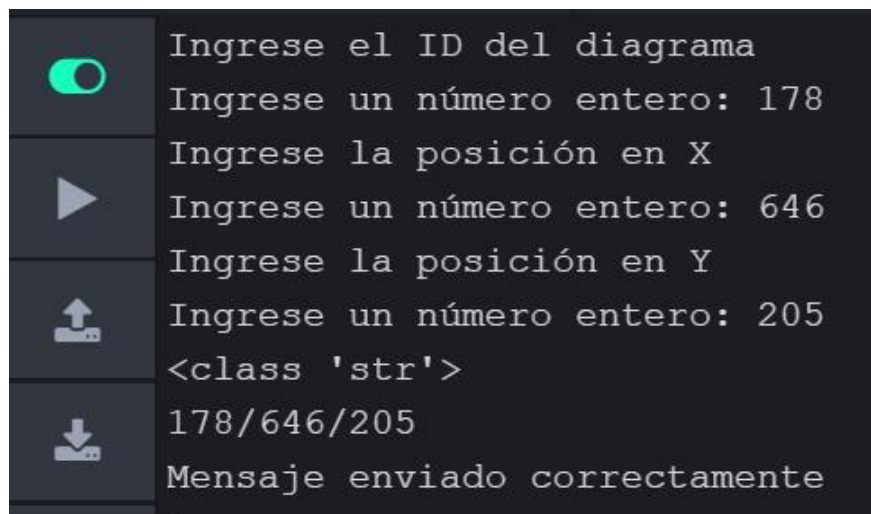 Ingrese el ID del diagrama
Ingrese un número entero: 178
Ingrese la posición en X
Ingrese un número entero: 646
Ingrese la posición en Y
Ingrese un número entero: 205
<class 'str'>
178/646/205
Mensaje enviado correctamente